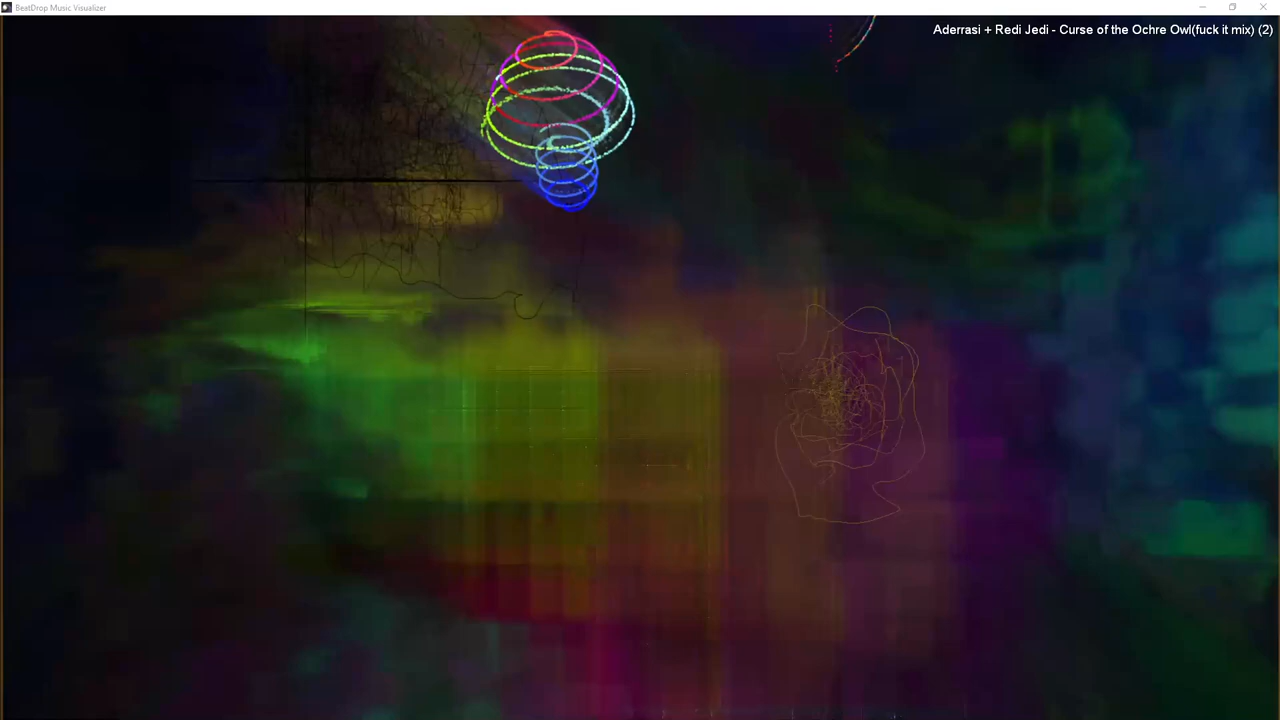 BeatDrop Music Visualizer
Aderrasi + Redi Jedi - Curse of the Ochre Owl(fuck it mix) (2)